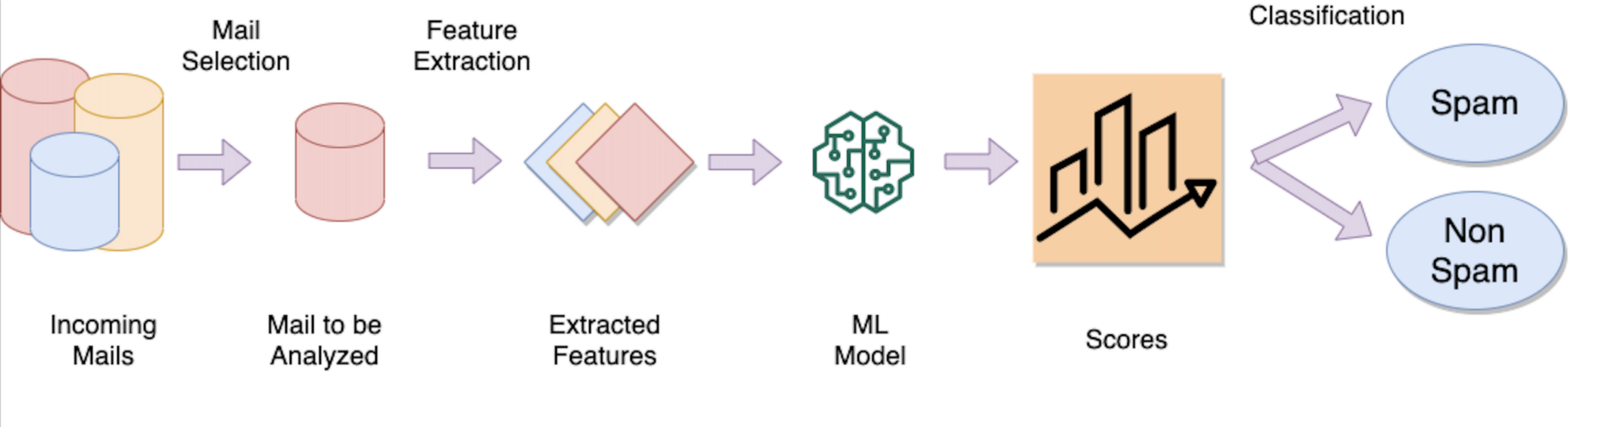 Mail
Selection
Feature
Extraction
Classification
Spam
Non
Spam
Incoming
Mails
Mail to be
Analyzed
Extracted
Features
ML
Model
Scores